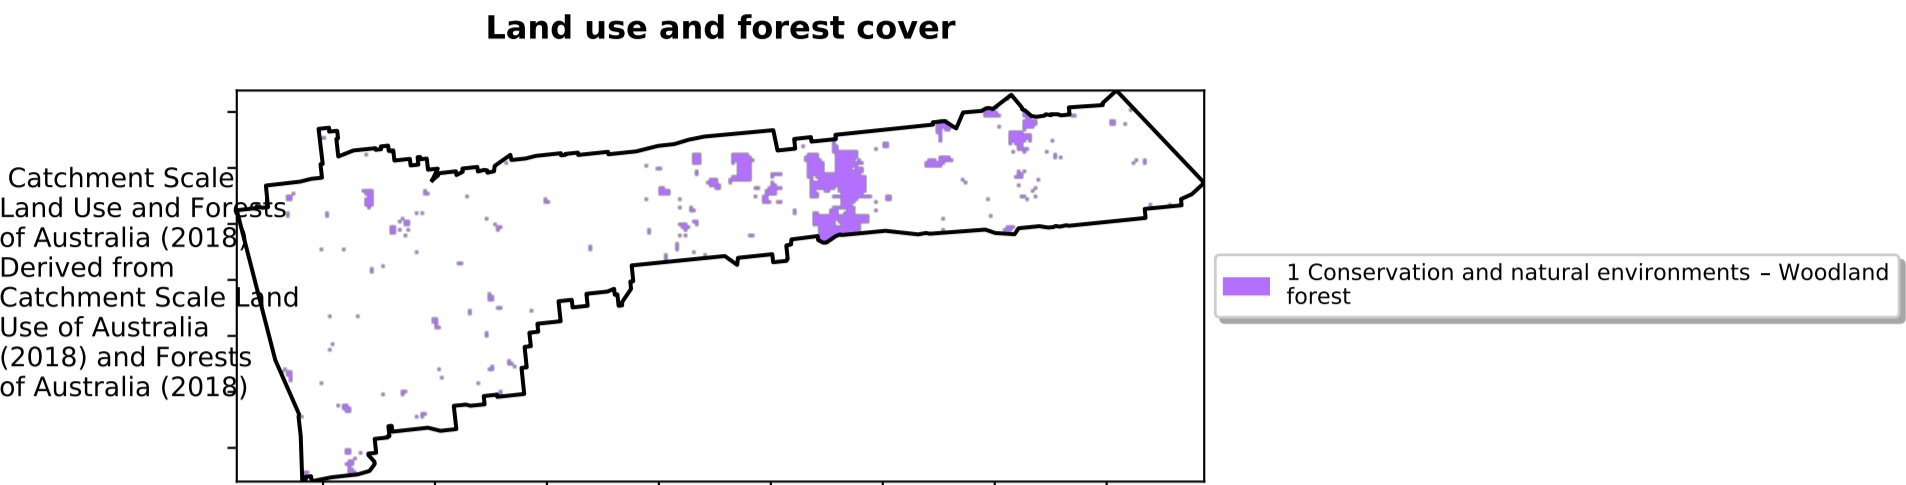 Land use and forest cover
Catchment Scale
Land Use and Forests
of Australia (2018)
Derived from
Catchment Scale Land
Use of Australia
(2018) and Forests
of Australia (2018)
1 Conservation and natural environments – Woodland
forest